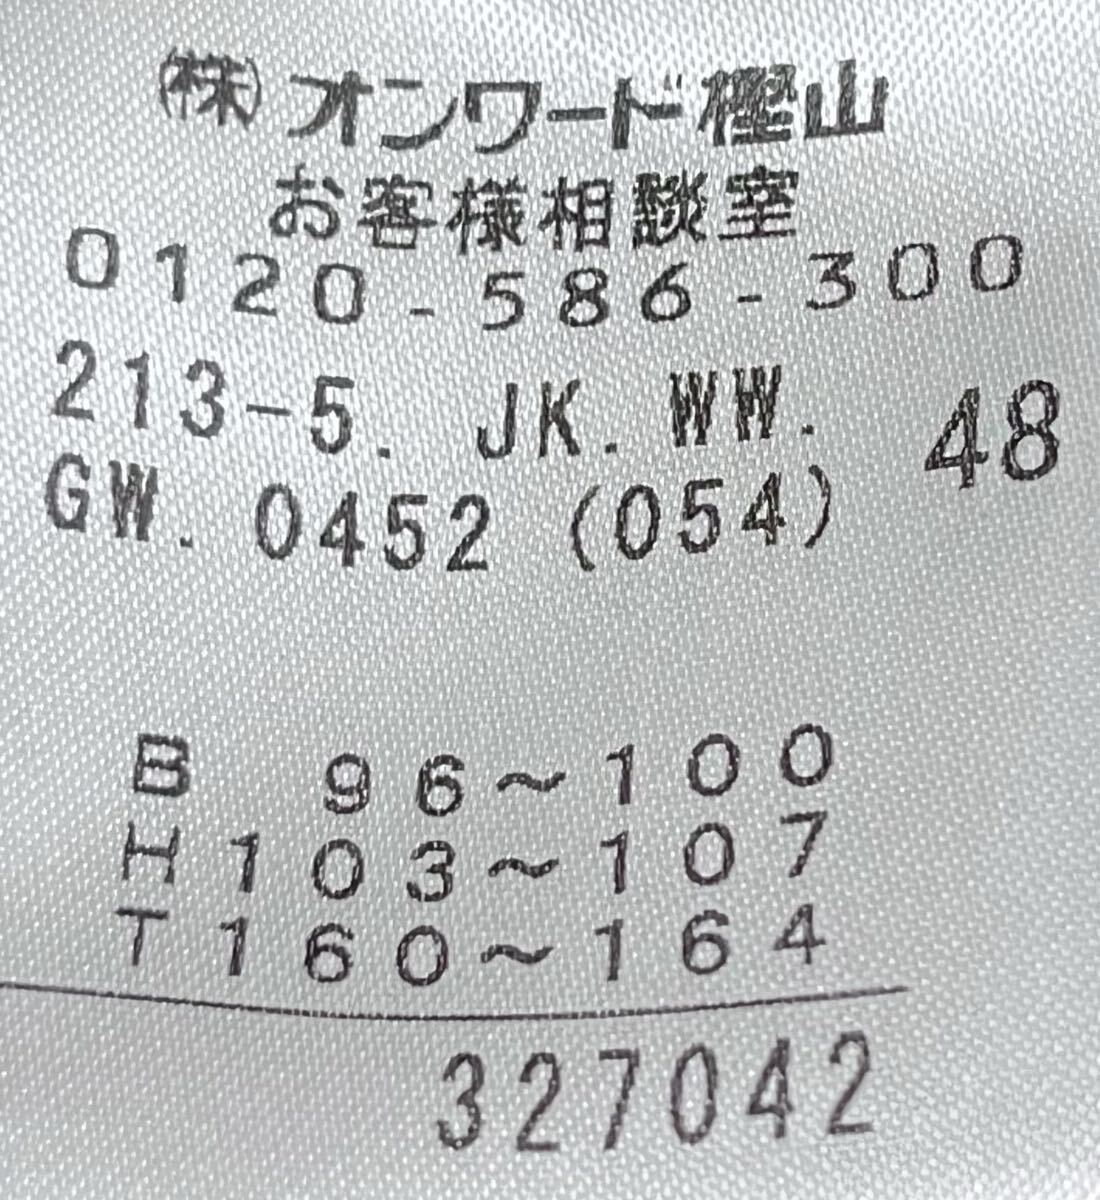 ㈱オンワード樫山
お客様相談室
0120-586-300
213-5. JK. WW. 48
GW. 0452 (054)
B 96～100
H103～107
T160～164
327042